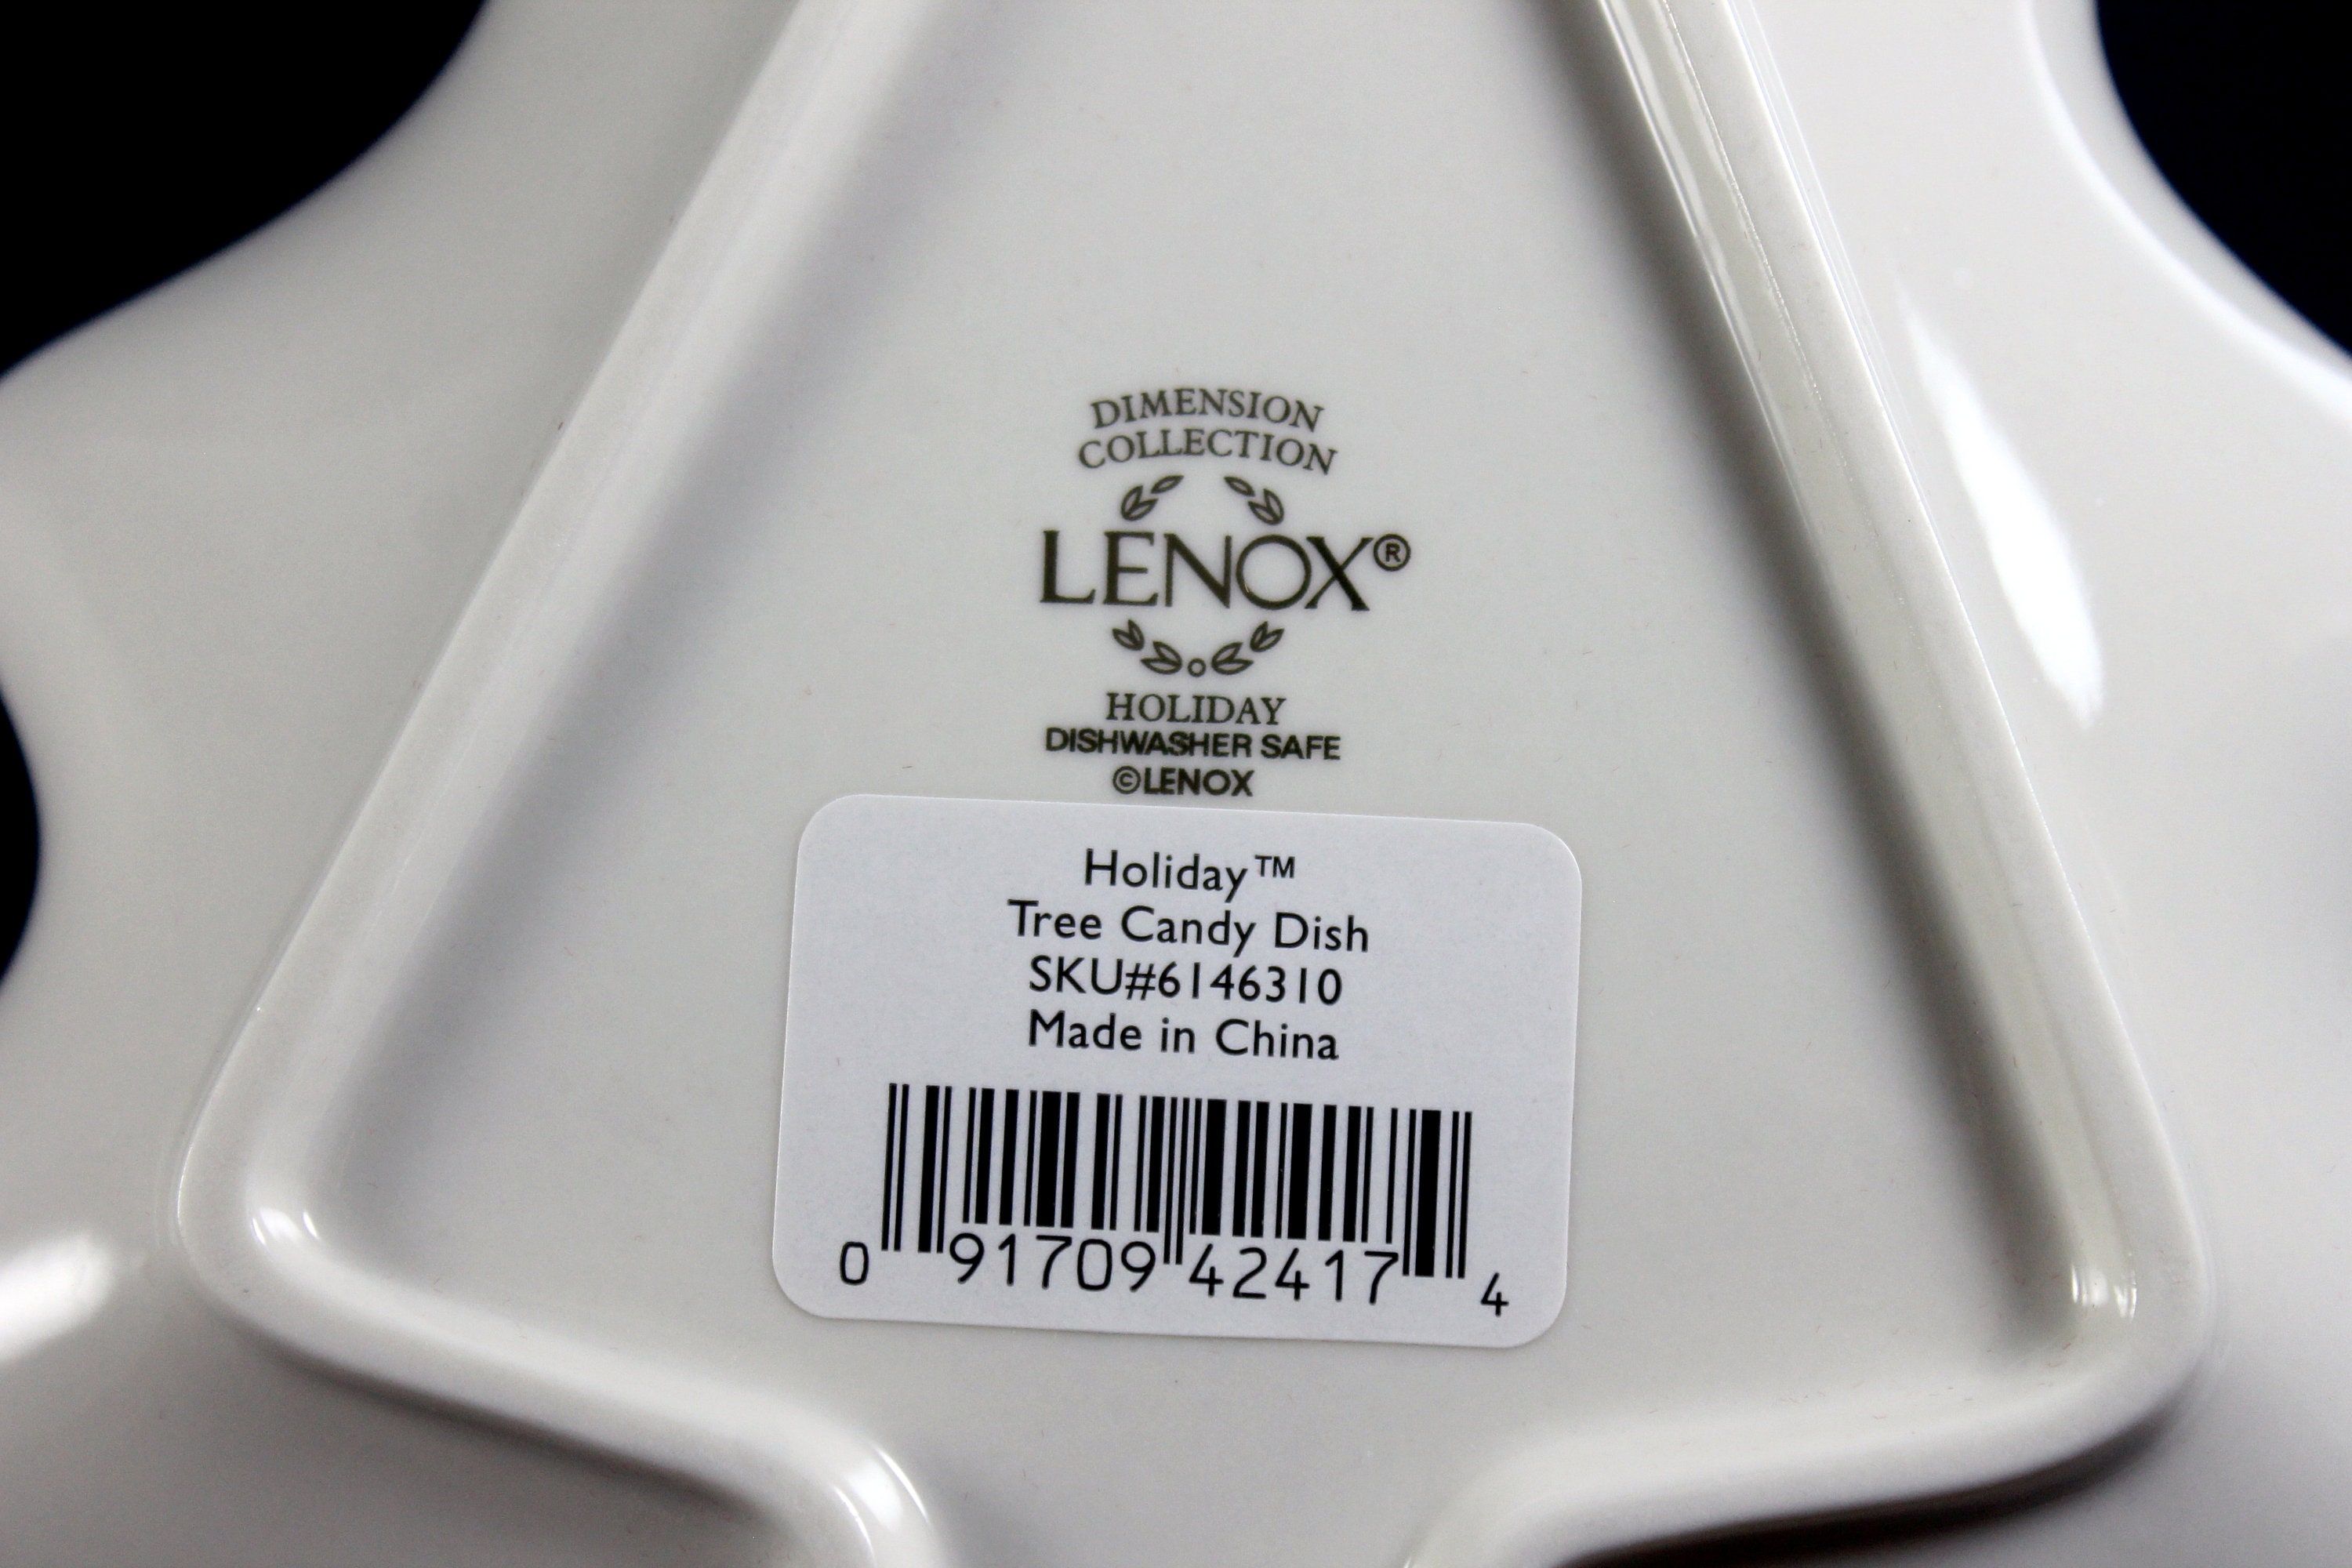 DIMENSION
COLLECTION
LENOX®
HOLIDAY
DISHWASHER SAFE
©LENOX
Holiday™
Tree Candy Dish
SKU#6146310
Made in China
0 91709 42417 4